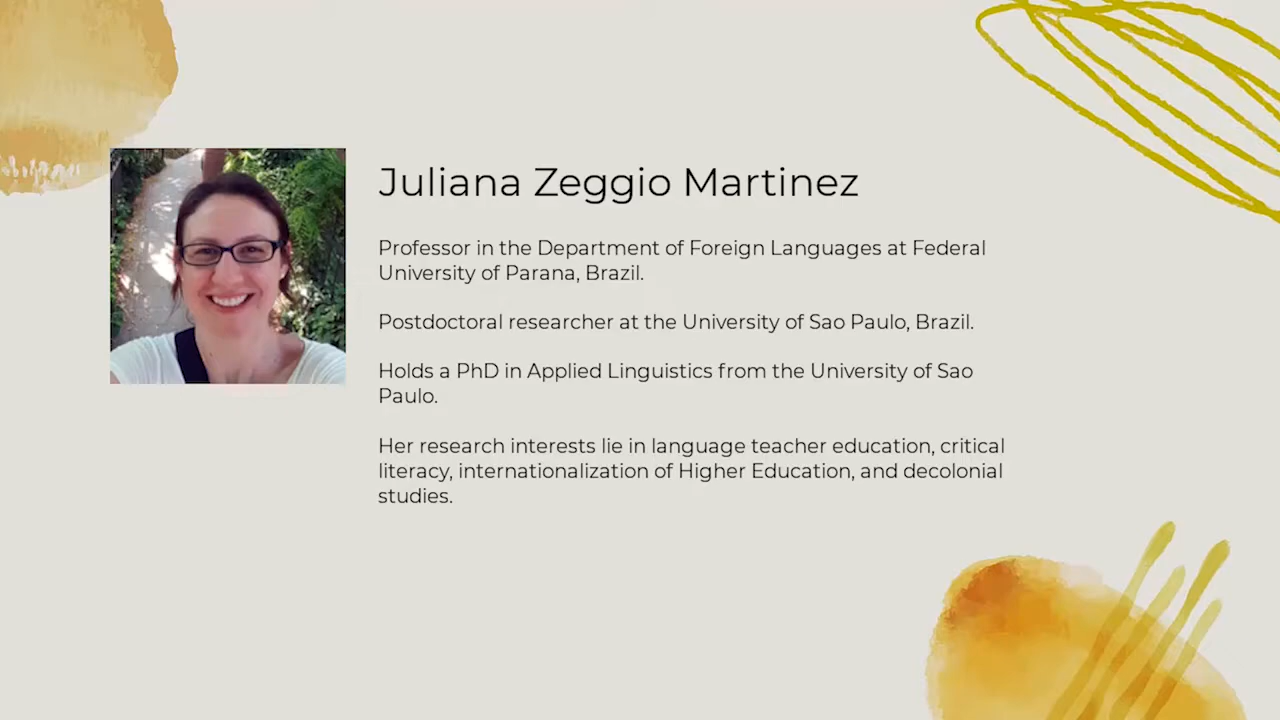 Juliana Zeggio Martinez
Professor in the Department of Foreign Languages at Federal
University of Parana, Brazil.
Postdoctoral researcher at the University of Sao Paulo, Brazil.
Holds a PhD in Applied Linguistics from the University of Sao
Paulo.
Her research interests lie in language teacher education, critical
literacy, internationalization of Higher Education, and decolonial
studies.